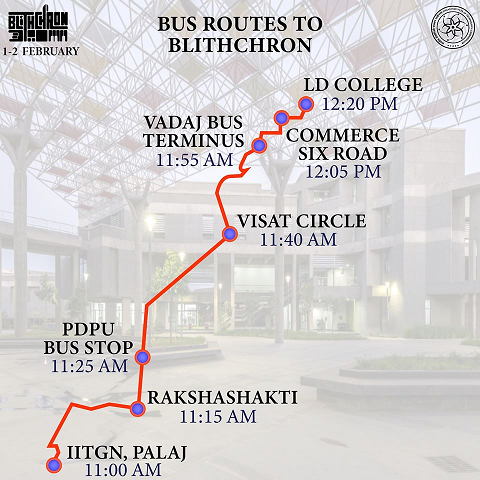 BLITHCHRON
1-2 FEBRUARY
BUS ROUTES TO
BLITHCHRON
LD COLLEGE
12:20 PM
VADAJ BUS
TERMINUS
11:55 AM
COMMERCE
SIX ROAD
12:05 PM
VISAT CIRCLE
11:40 AM
PDPU
BUS STOP
11:25 AM
RAKSHASHAKTI
11:15 AM
IITGN, PALAJ
11:00 AM